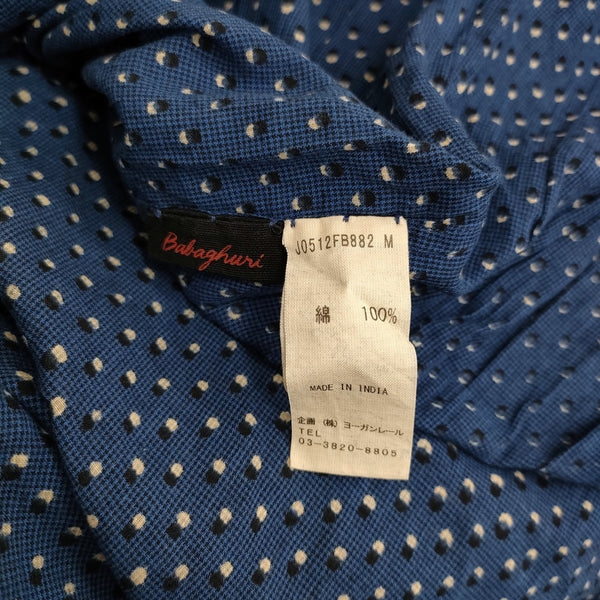 Babaghuri
J0512FB882 M
綿 100%
MADE IN INDIA
企画 (株) ヨーガンレール
TEL
03-3820-8805